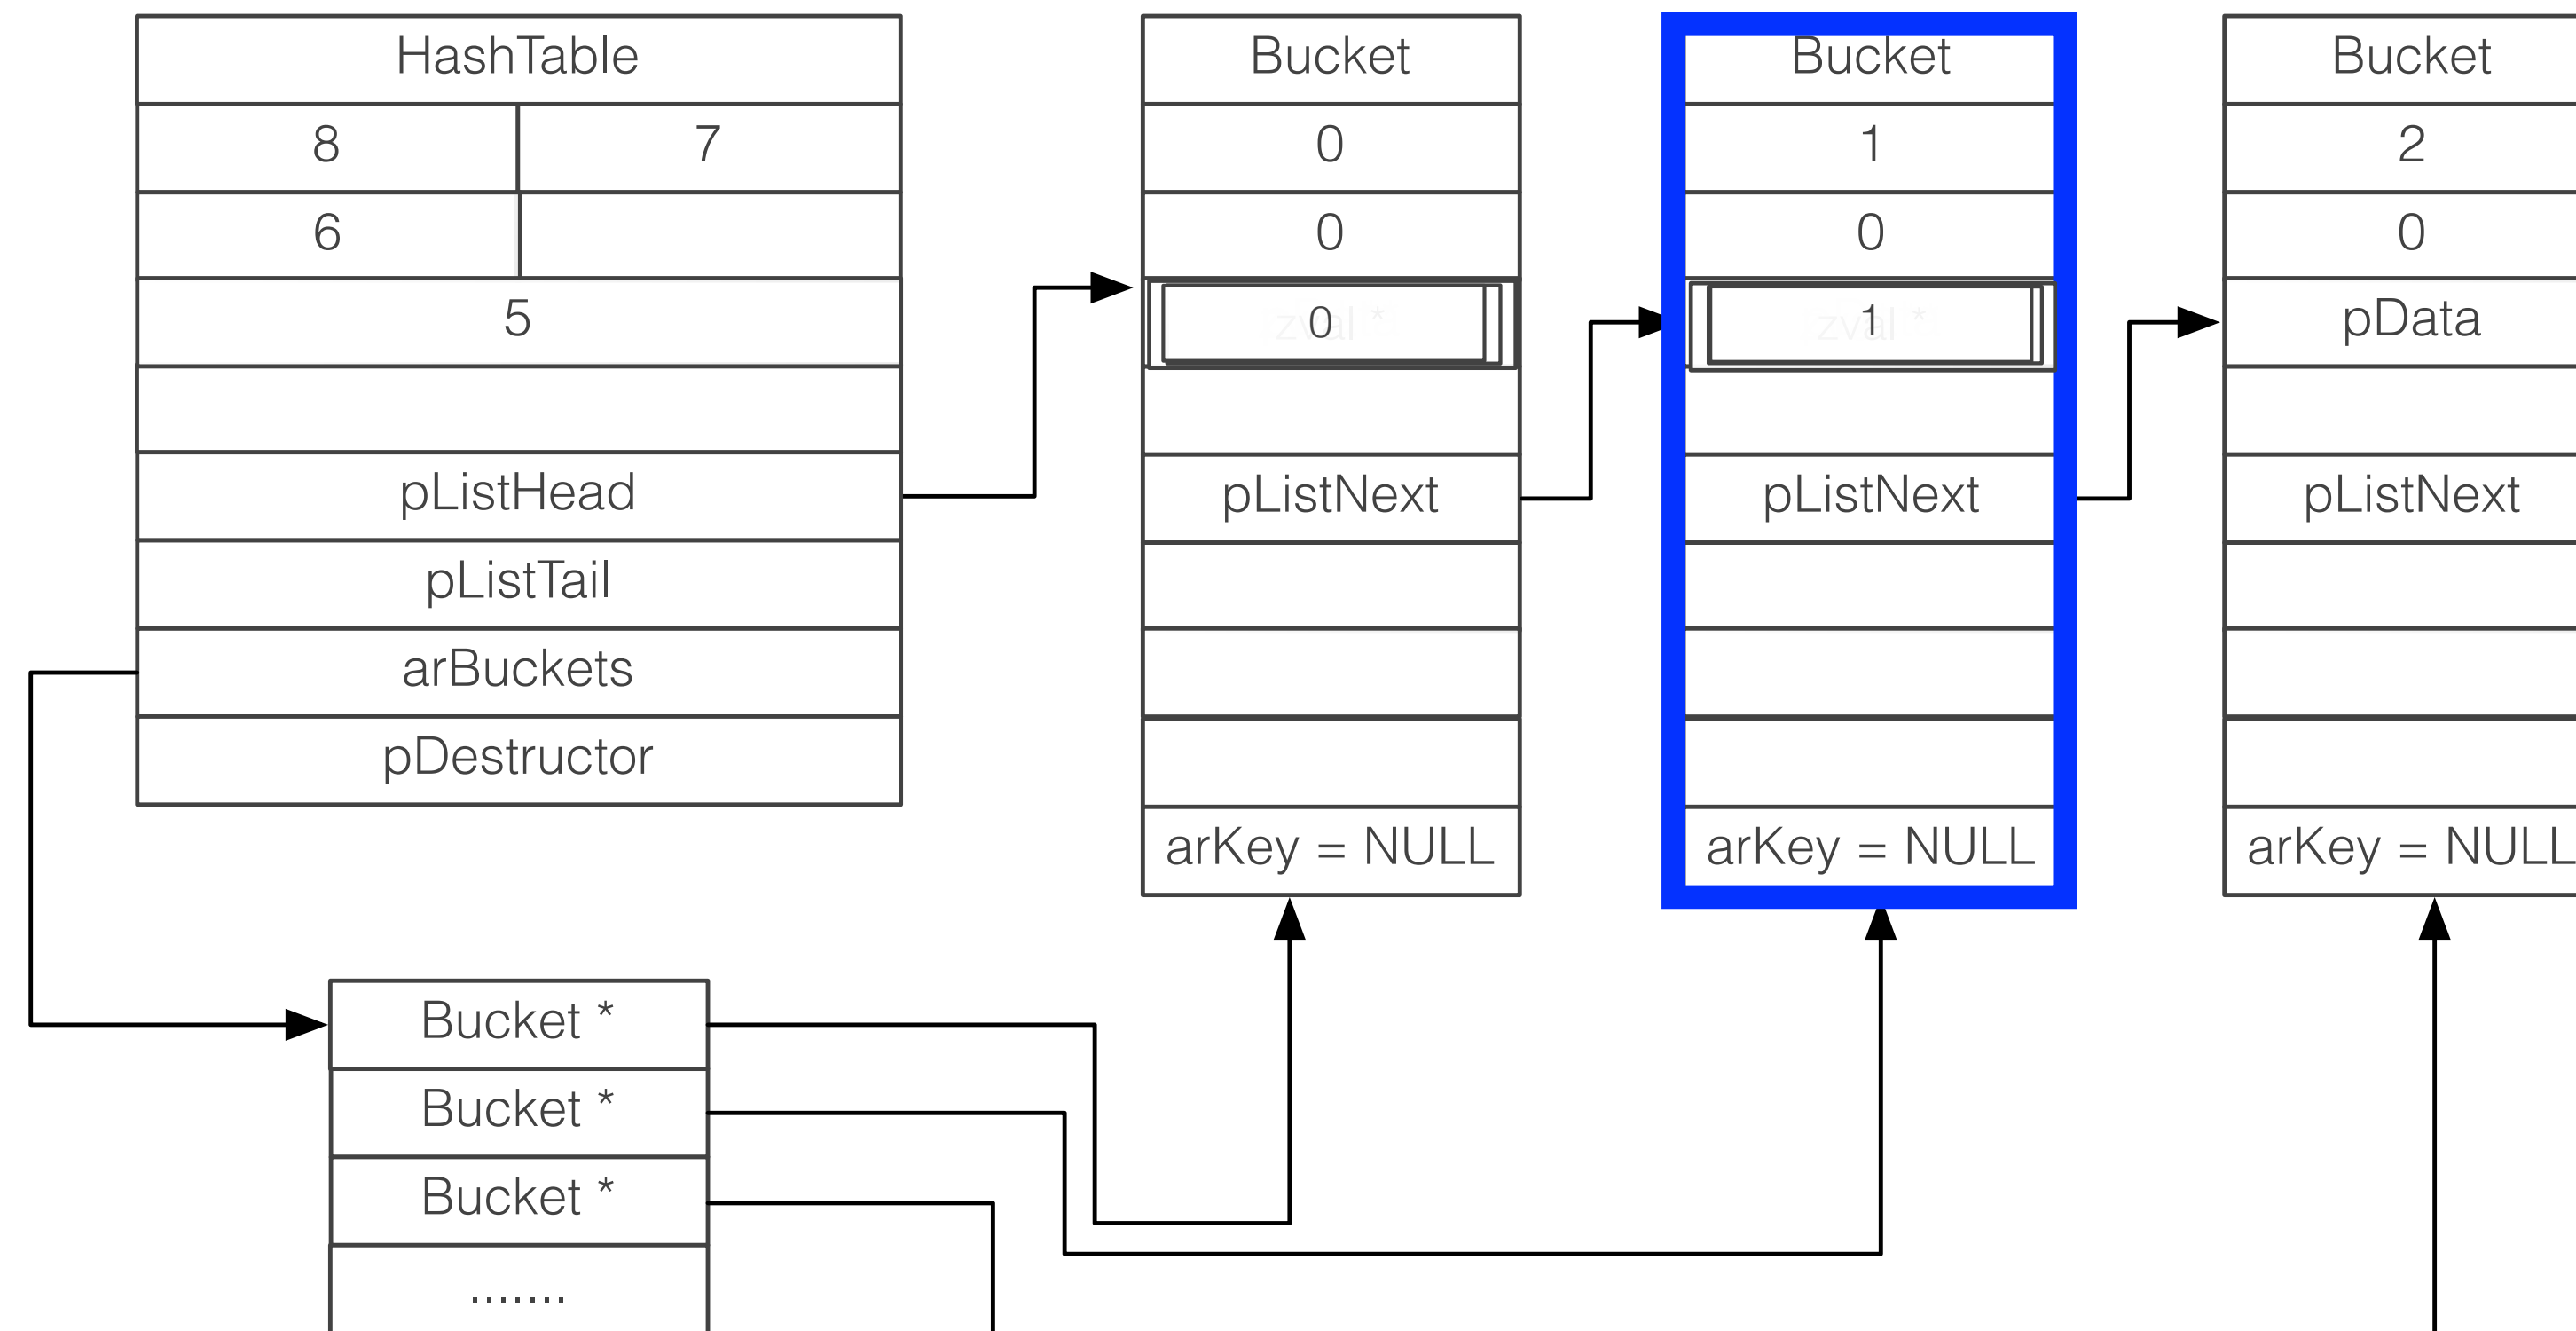 HashTable
8 7
6
5
pListHead
pListTail
arBuckets
pDestructor
Bucket
0
0
0
pListNext
arKey = NULL
Bucket
1
0
1
pListNext
arKey = NULL
Bucket
2
0
pData
pListNext
arKey = NULL
Bucket *
Bucket *
Bucket *
.......